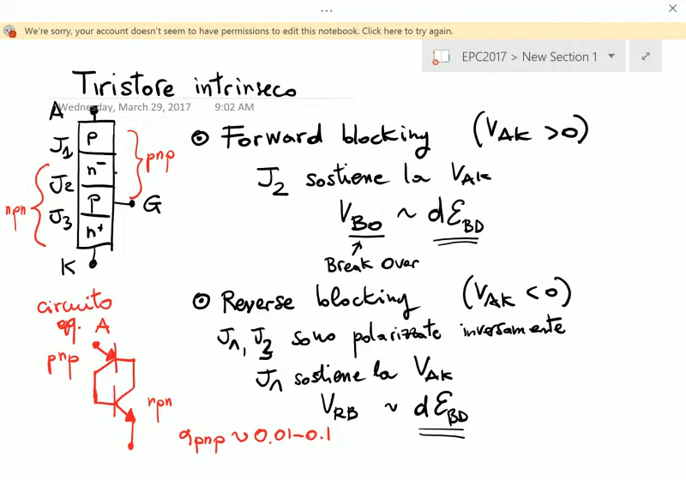 We're sorry, your account doesn't seem to have permissions to edit this notebook. Click here to try again.
EPC2017 > New Section 1
Tiristore intrinseco
Wednesday, March 29, 2017 9:02 AM
A
J1 p
J2 n⁻
J3 p
n⁺
G
K
pnp
npn
Forward blocking (VAK > 0)
J2 sostiene la VAK
VBO ~ dEBD
Break Over
Reverse blocking (VAK < 0)
J1, J3 sono polarizzate inversamente
J1 sostiene la VAK
VRB ~ dEBD
circuito
eq. A
pnp
npn
αpnp ~ 0.01-0.1